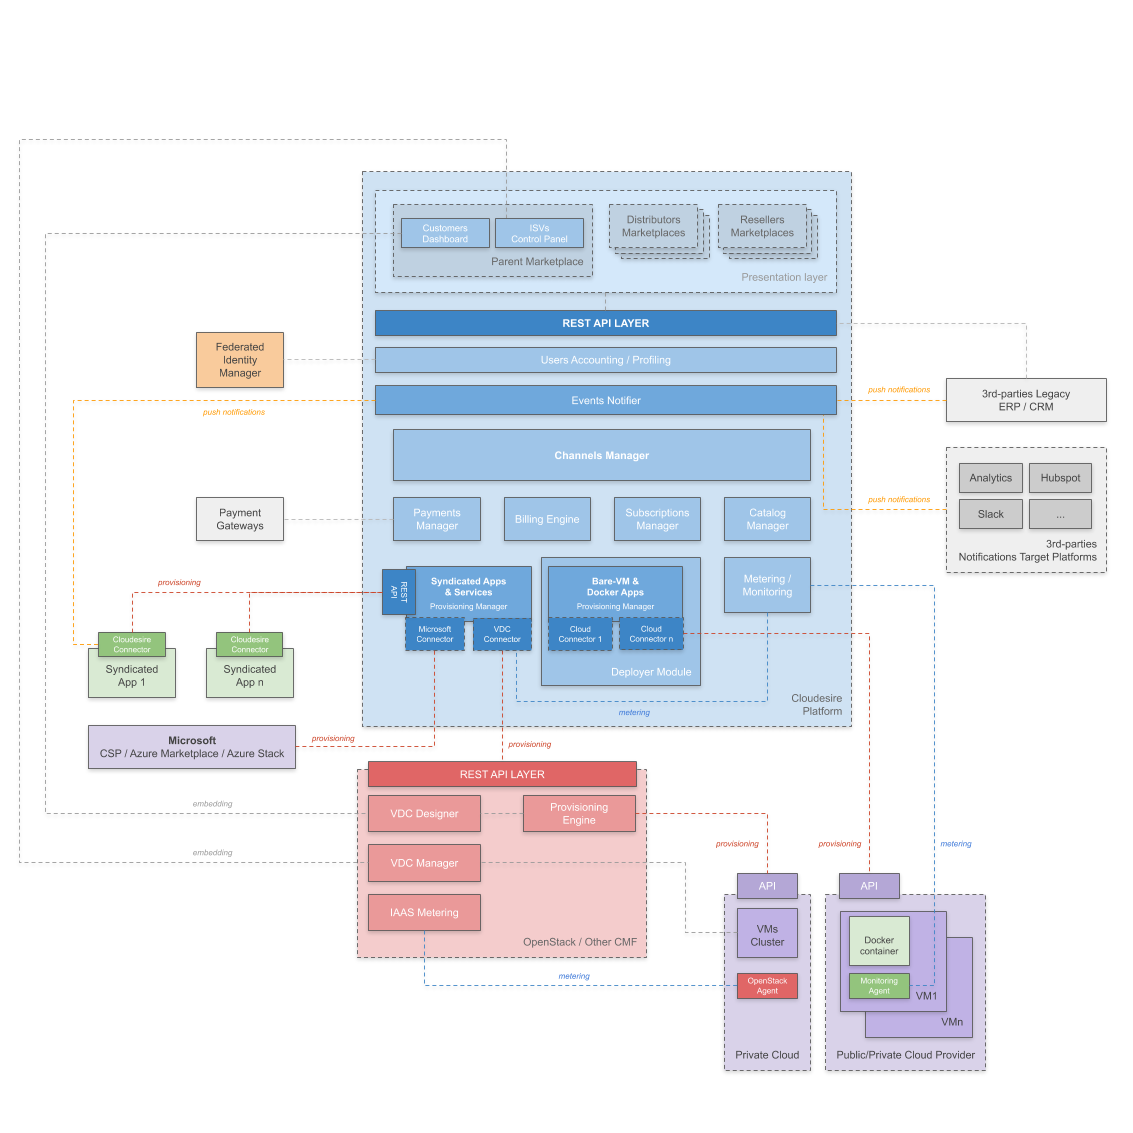 Customers
Dashboard
ISVs
Control Panel
Parent Marketplace
Distributors
Marketplaces
Resellers
Marketplaces
Presentation layer
REST API LAYER
Federated
Identity
Manager
Users Accounting / Profiling
push notifications
Events Notifier
push notifications
3rd-parties Legacy
ERP / CRM
Channels Manager
Payment
Gateways
Payments
Manager
Billing Engine
Subscriptions
Manager
Catalog
Manager
push notifications
Analytics
Hubspot
Slack
...
3rd-parties
Notifications Target Platforms
provisioning
REST
API
Syndicated Apps
& Services
Provisioning Manager
Microsoft
Connector
VDC
Connector
Bare-VM &
Docker Apps
Provisioning Manager
Cloud
Connector 1
Cloud
Connector n
Deployer Module
Metering /
Monitoring
Cloudesire
Connector
Syndicated
App 1
Cloudesire
Connector
Syndicated
App n
metering
Cloudesire
Platform
Microsoft
CSP / Azure Marketplace / Azure Stack
provisioning
provisioning
REST API LAYER
embedding
VDC Designer
Provisioning
Engine
embedding
VDC Manager
IAAS Metering
OpenStack / Other CMF
metering
provisioning
provisioning
metering
API
VMs
Cluster
OpenStack
Agent
Private Cloud
API
Docker
container
Monitoring
Agent
VM1
VMn
Public/Private Cloud Provider